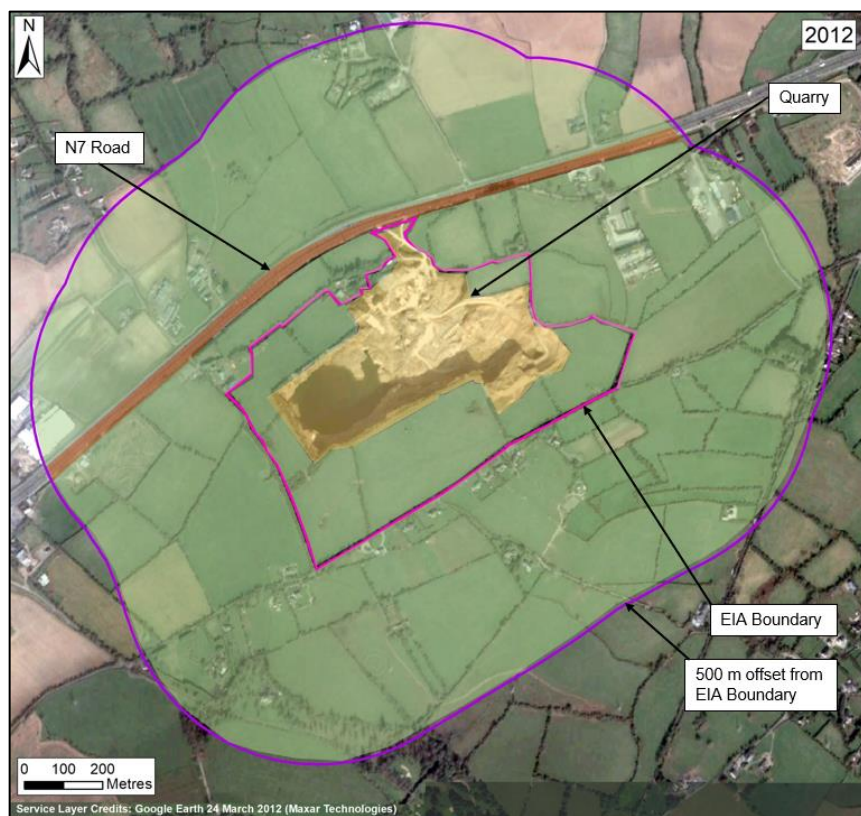 N
2012
Quarry
N7 Road
EIA Boundary
500 m offset from
EIA Boundary
0 100 200
Metres
Service Layer Credits: Google Earth 24 March 2012 (Maxar Technologies)